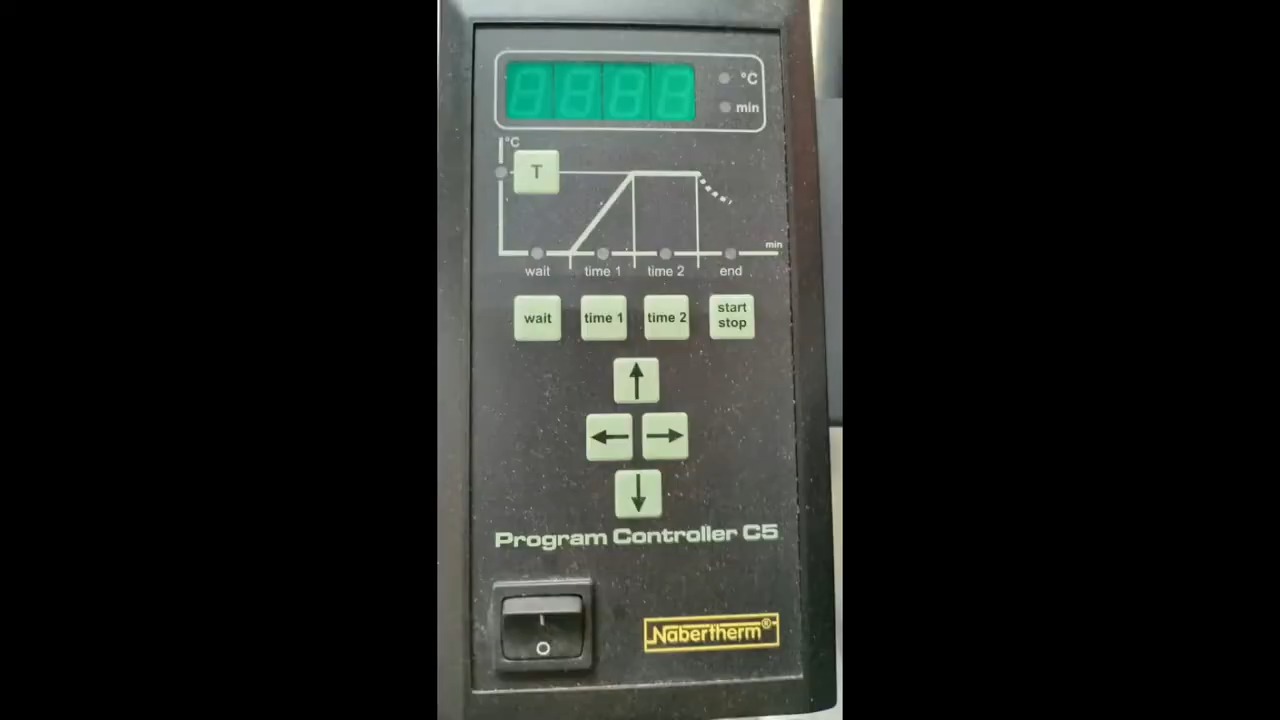 °C
min
°C
T
min
wait time 1 time 2 end
wait time 1 time 2 start
stop
Program Controller C5
I
O
Nabertherm®